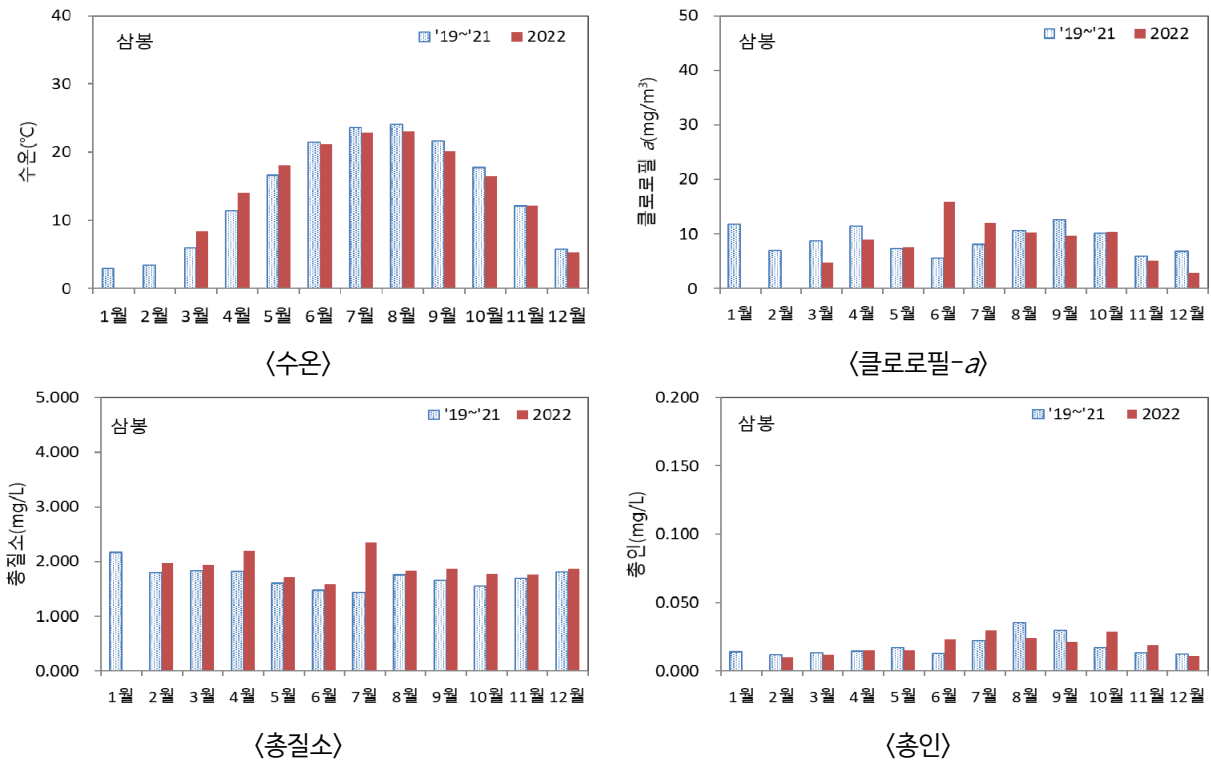 수온(℃)
40
30
20
10
0
삼봉
'19~'21
2022
1월 2월 3월 4월 5월 6월 7월 8월 9월 10월 11월 12월
〈수온〉
클로로필 a(mg/m³)
50
40
30
20
10
0
삼봉
'19~'21
2022
1월 2월 3월 4월 5월 6월 7월 8월 9월 10월 11월 12월
〈클로로필-a〉
총질소(mg/L)
5.000
4.000
3.000
2.000
1.000
0.000
삼봉
'19~'21
2022
1월 2월 3월 4월 5월 6월 7월 8월 9월 10월 11월 12월
〈총질소〉
총인(mg/L)
0.200
0.150
0.100
0.050
0.000
삼봉
'19~'21
2022
1월 2월 3월 4월 5월 6월 7월 8월 9월 10월 11월 12월
〈총인〉